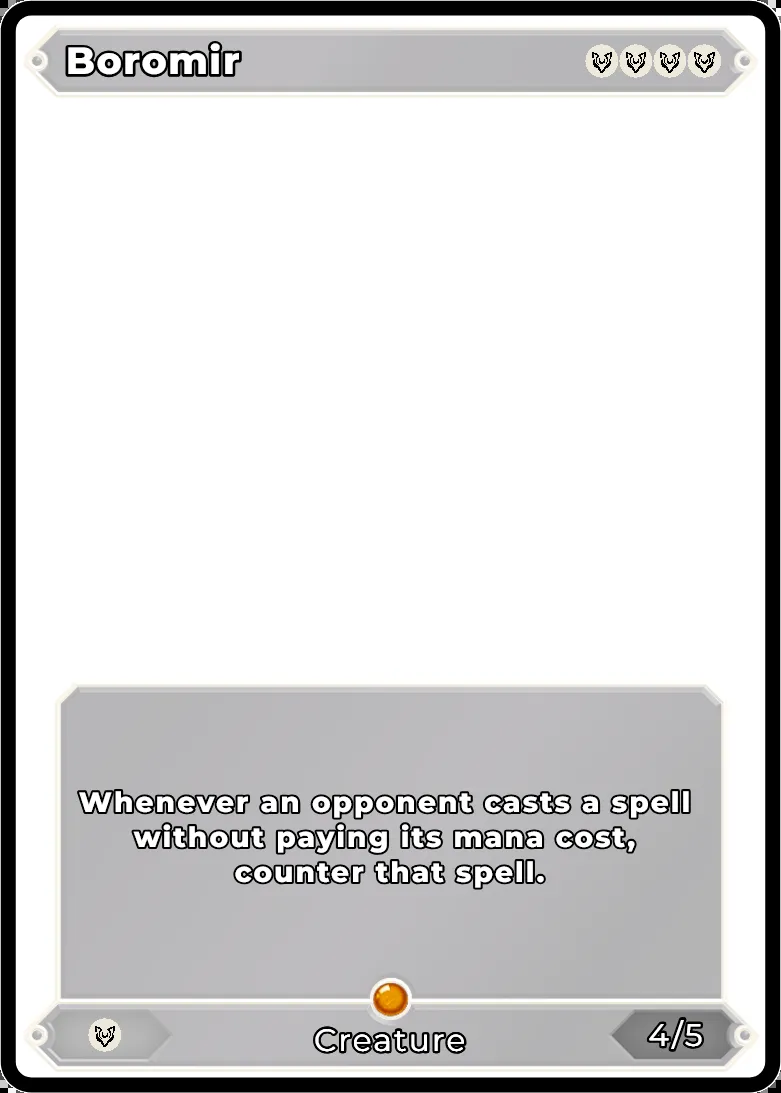 Boromir
Whenever an opponent casts a spell
without paying its mana cost,
counter that spell.
Creature
4/5